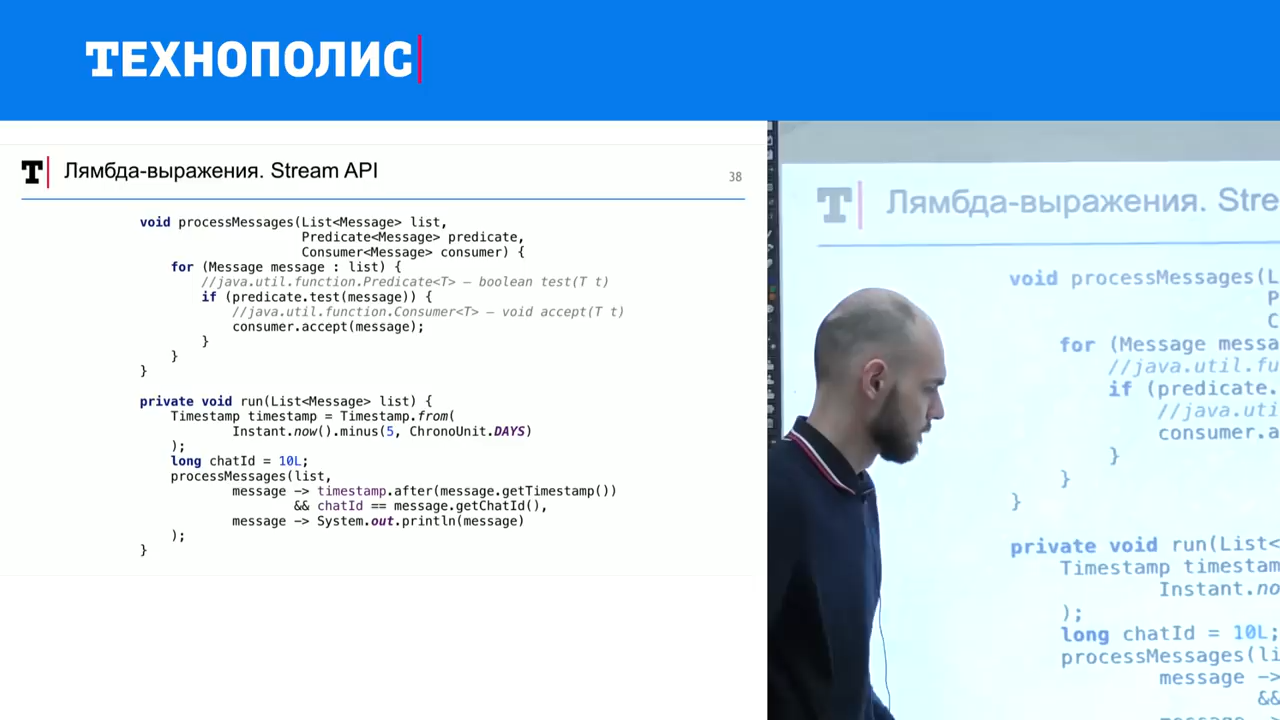 ТЕХНОПОЛИС
Т Лямбда-выражения. Stream API
38
void processMessages(List<Message> list,
Predicate<Message> predicate,
Consumer<Message> consumer) {
for (Message message : list) {
//java.util.function.Predicate<T> – boolean test(T t)
if (predicate.test(message)) {
//java.util.function.Consumer<T> – void accept(T t)
consumer.accept(message);
}
}
}
private void run(List<Message> list) {
Timestamp timestamp = Timestamp.from(
Instant.now().minus(5, ChronoUnit.DAYS)
);
long chatId = 10L;
processMessages(list,
message -> timestamp.after(message.getTimestamp())
&& chatId == message.getChatId(),
message -> System.out.println(message)
);
}
Т Лямбда-выражения. Stre
void processMessages(L
P
C
for (Message messa
//java.util.fu
if (predicate.
//java.uti
consumer.a
}
}
}
private void run(List<
Timestamp timestam
Instant.no
);
long chatId = 10L;
processMessages(li
message ->
&&